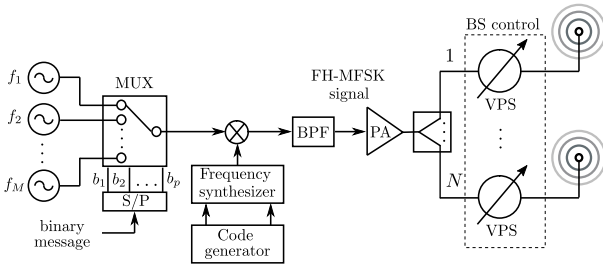 BS control
f1
MUX
FH-MFSK
signal
1
VPS
f2
BPF
PA
fM
b1 b2 ... bp
S/P
Frequency
synthesizer
N
binary
message
Code
generator
VPS